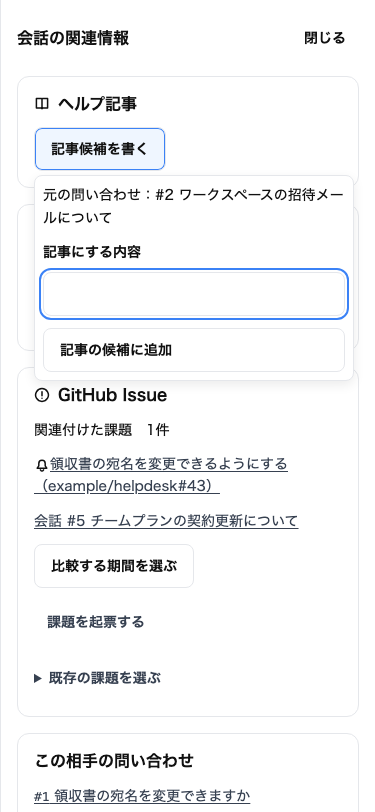 会話の関連情報
閉じる
ヘルプ記事
記事候補を書く
元の問い合わせ：#2 ワークスペースの招待メー
ルについて
記事にする内容
記事の候補に追加
GitHub Issue
関連付けた課題　1件
領収書の宛名を変更できるようにする
（example/helpdesk#43）
会話 #5 チームプランの契約更新について
比較する期間を選ぶ
課題を起票する
▶ 既存の課題を選ぶ
この相手の問い合わせ
#1 領収書の宛名を変更できますか